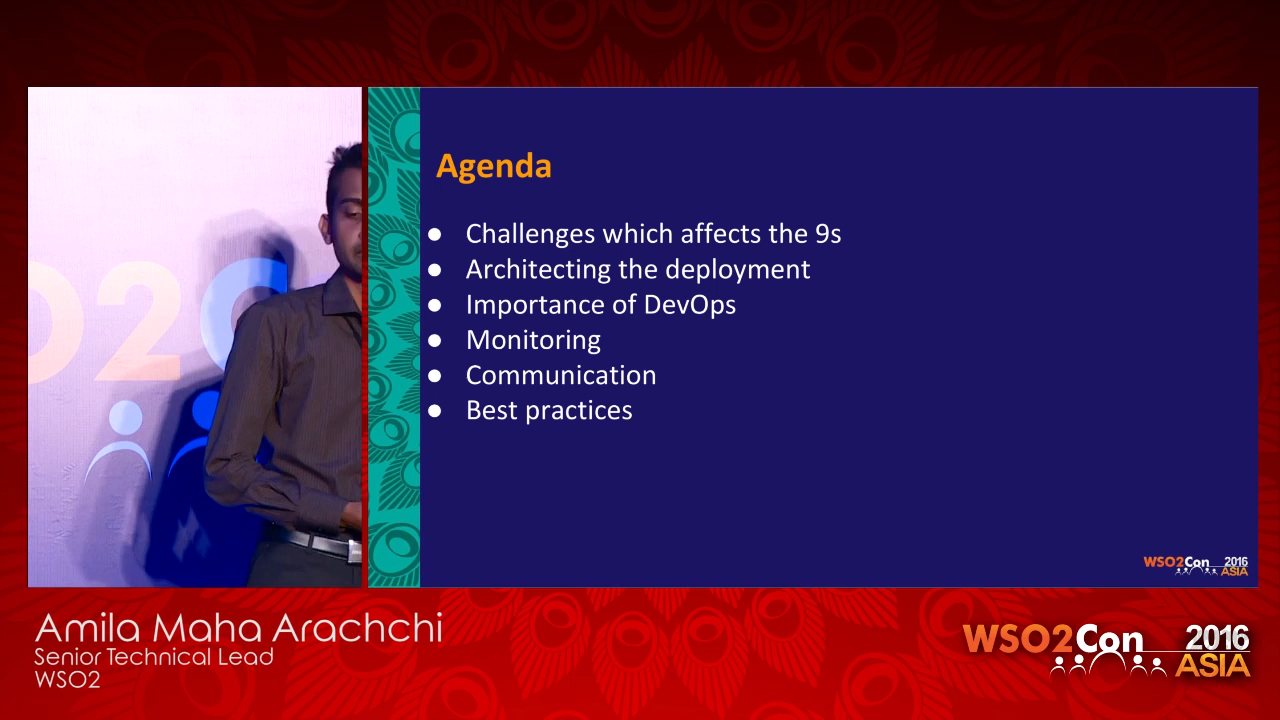 O2C
Agenda
● Challenges which affects the 9s
● Architecting the deployment
● Importance of DevOps
● Monitoring
● Communication
● Best practices
WSO2Con 2016
ASIA
Amila Maha Arachchi
Senior Technical Lead
WSO2
WSO2Con 2016
ASIA